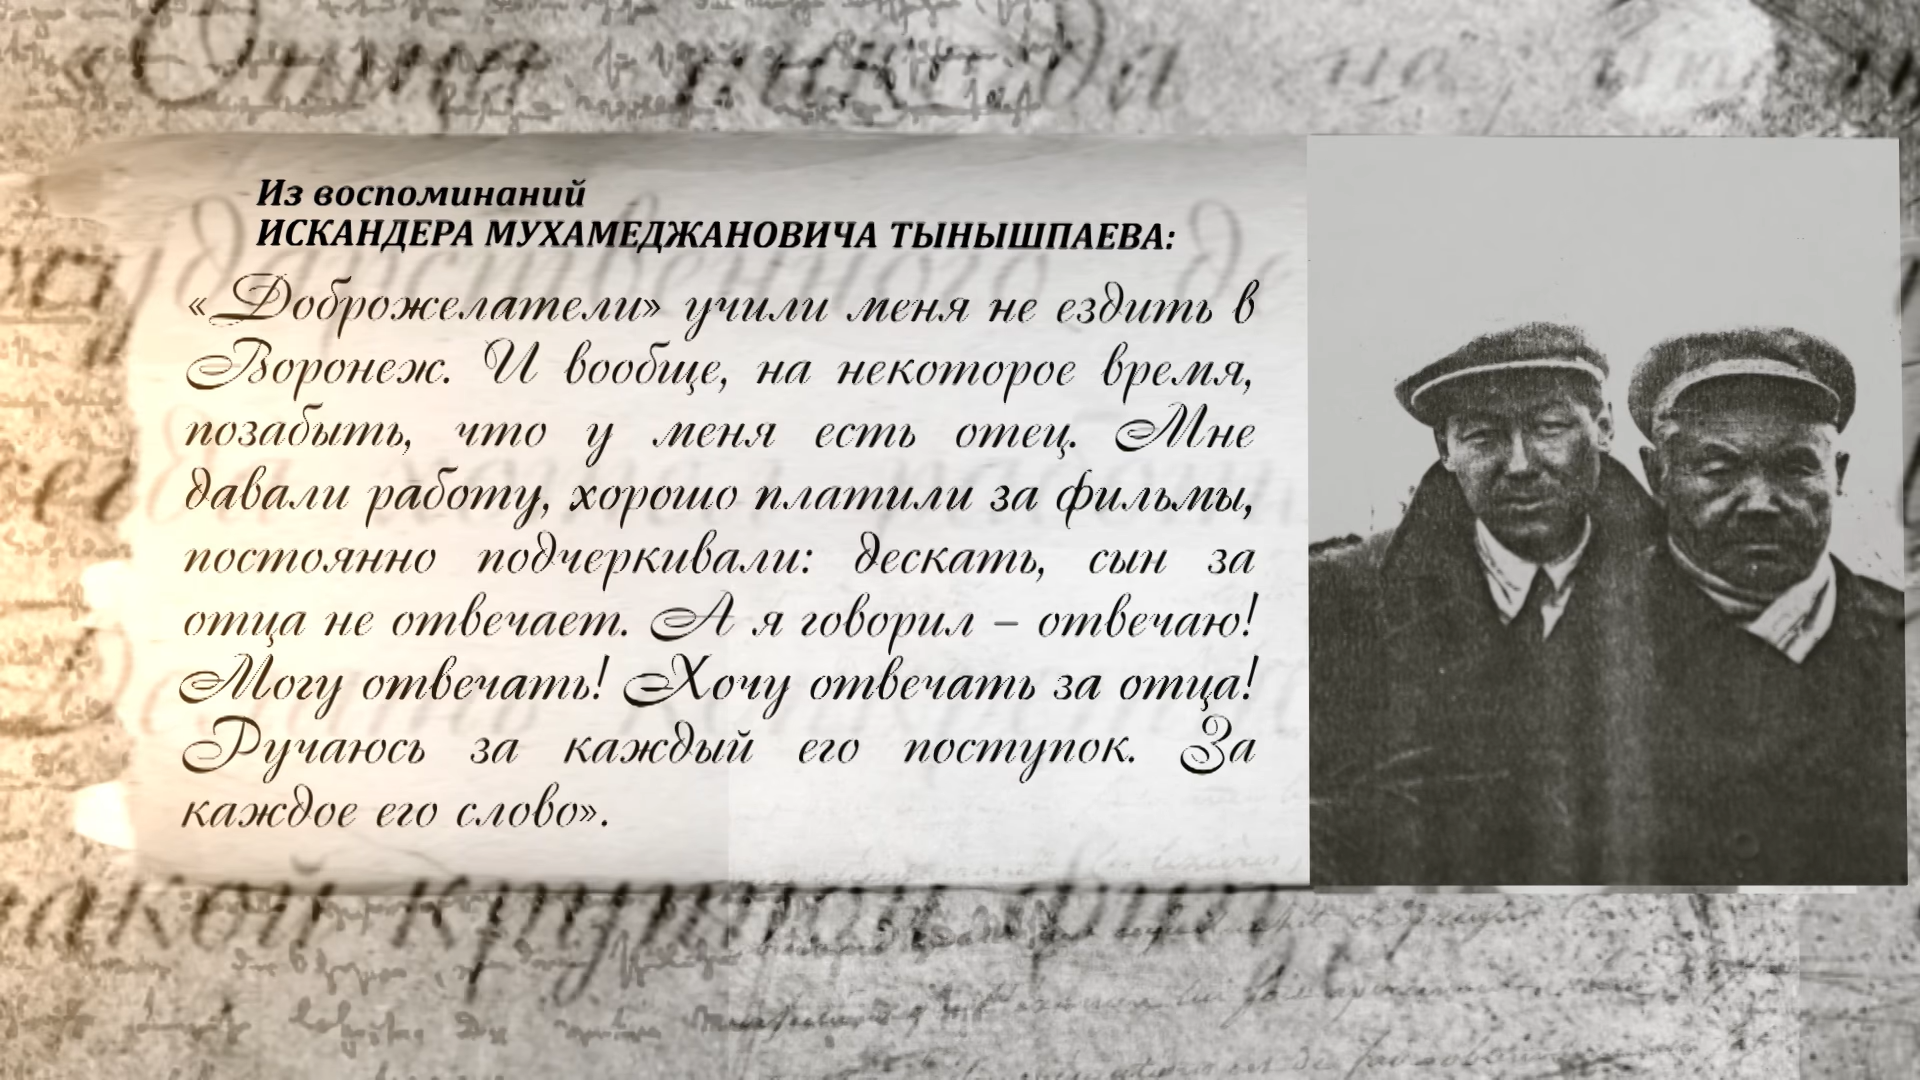 Из воспоминаний
ИСКАНДЕРА МУХАМЕДЖАНОВИЧА ТЫНЫШПАЕВА:
«Доброжелатели» учили меня не ездить в
Воронеж. И вообще, на некоторое время,
позабыть, что у меня есть отец. Мне
давали работу, хорошо платили за фильмы,
постоянно подчеркивали: дескать, сын за
отца не отвечает. А я говорил – отвечаю!
Могу отвечать! Хочу отвечать за отца!
Ручаюсь за каждый его поступок. За
каждое его слово».